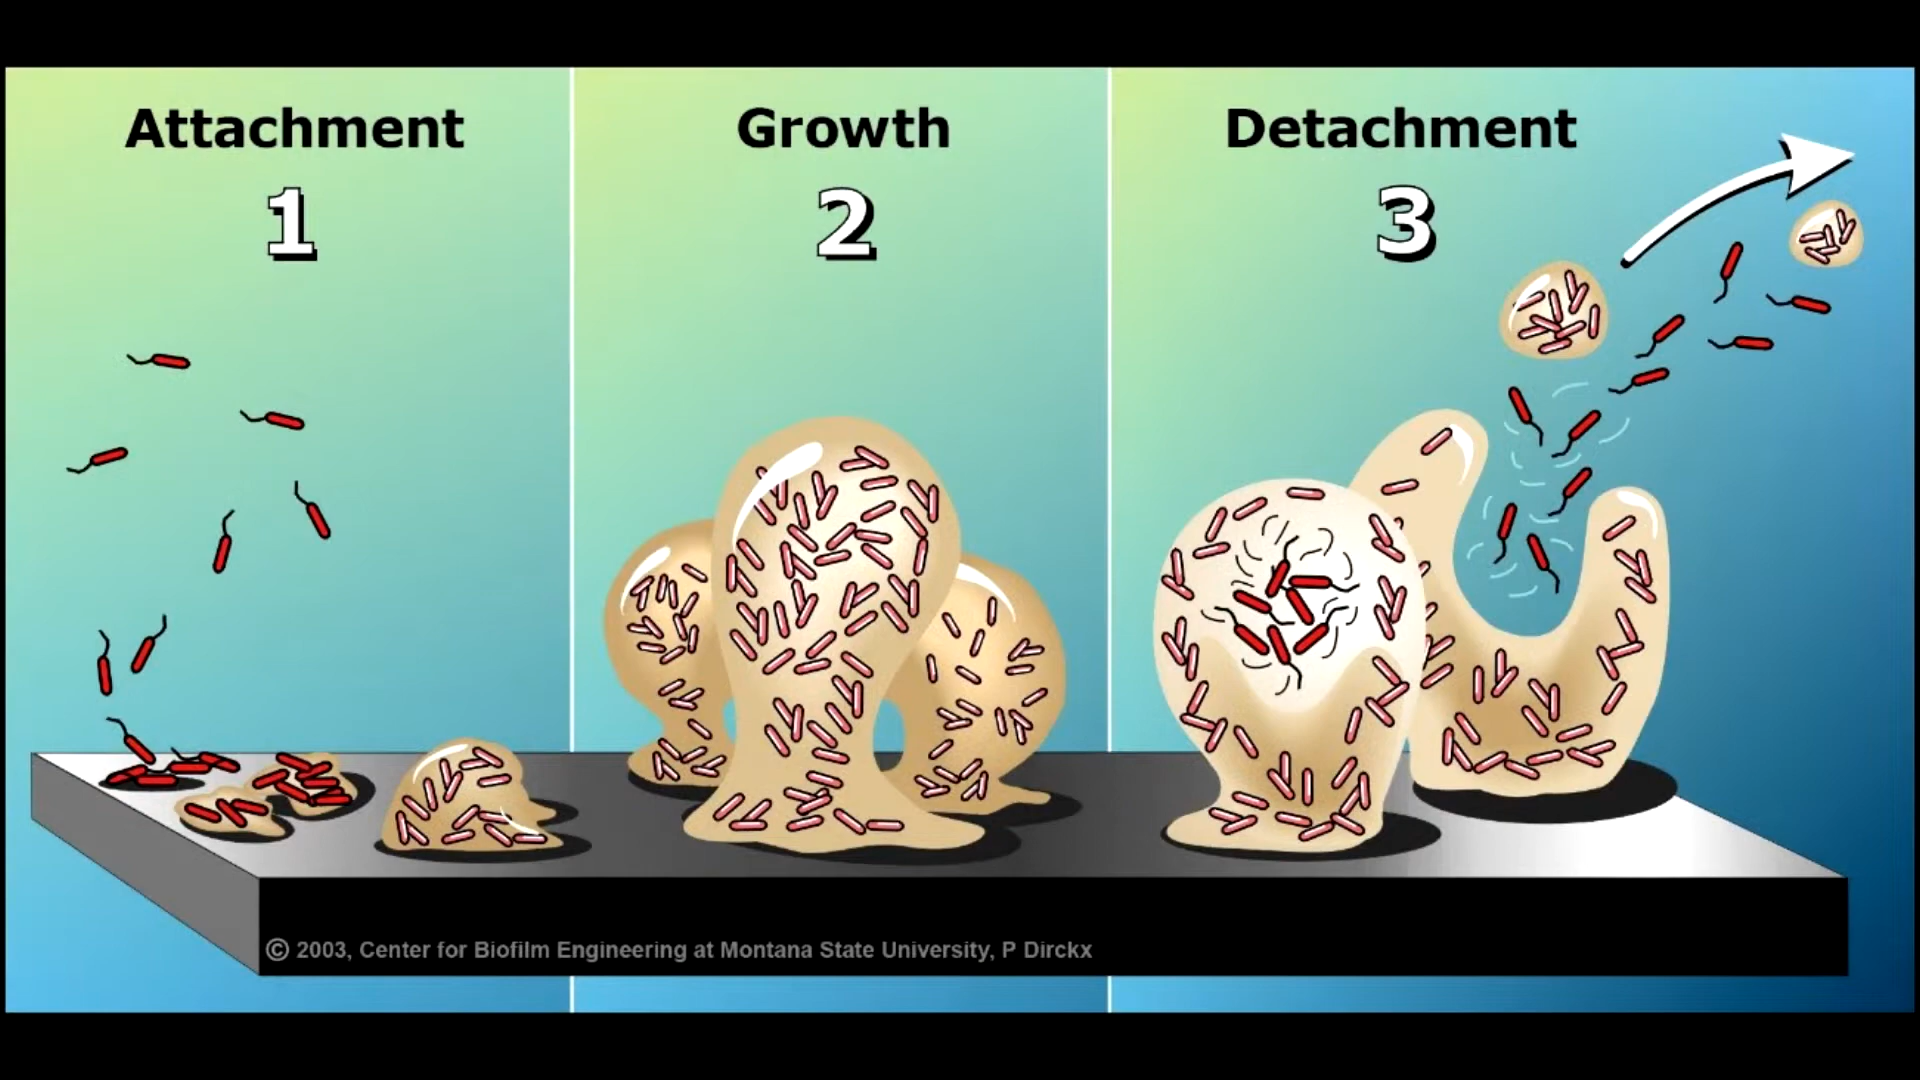 Attachment
1
Growth
2
Detachment
3
© 2003, Center for Biofilm Engineering at Montana State University, P Dirckx